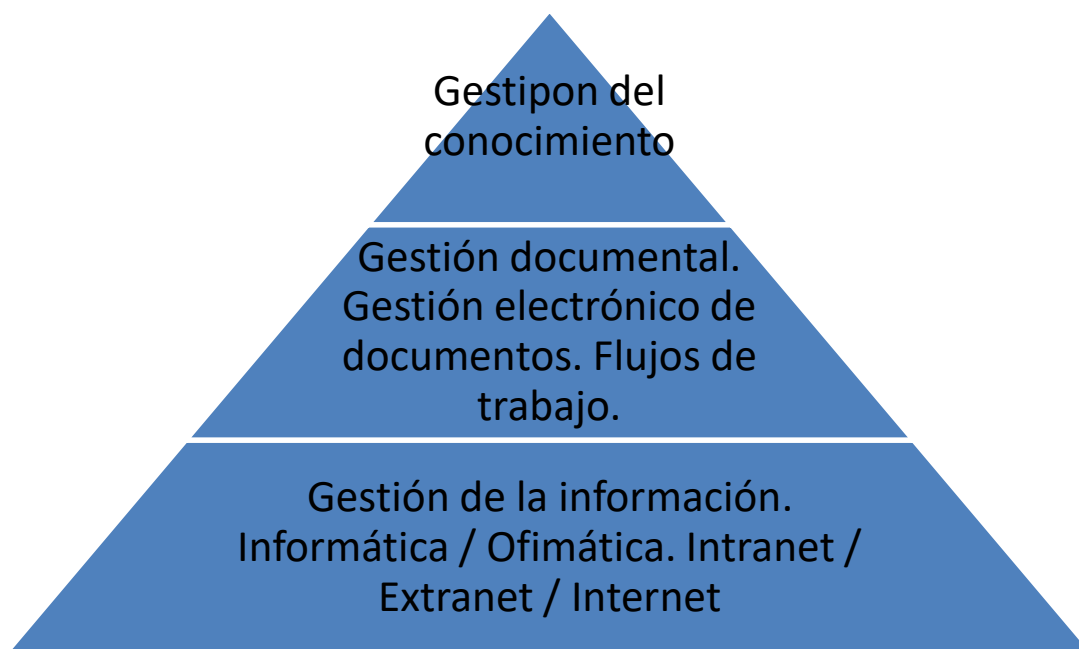 Gestipon del
conocimiento
Gestión documental.
Gestión electrónico de
documentos. Flujos de
trabajo.
Gestión de la información.
Informática / Ofimática. Intranet /
Extranet / Internet